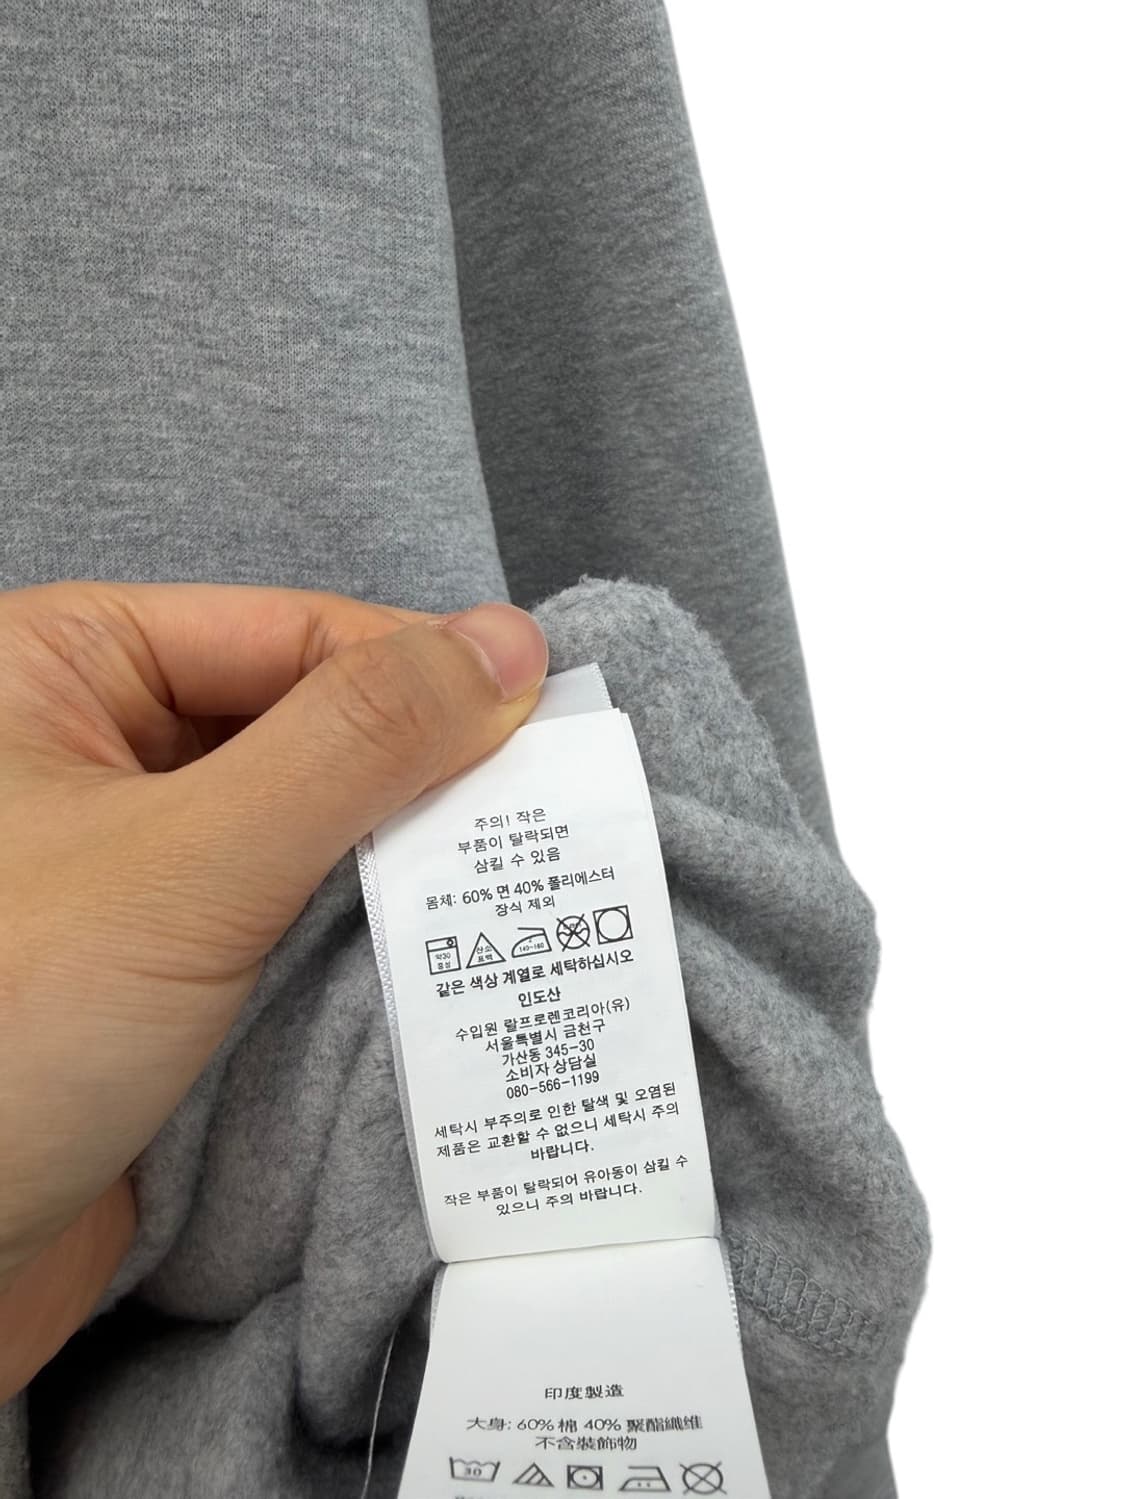 주의! 작은
부품이 탈락되면
삼킬 수 있음
몸체: 60% 면 40% 폴리에스터
장식 제외
약30 중성 산소 표백 140~160
같은 색상 계열로 세탁하십시오
인도산
수입원 랄프로렌코리아(유)
서울특별시 금천구
가산동 345-30
소비자 상담실
080-566-1199
세탁시 부주의로 인한 탈색 및 오염된
제품은 교환할 수 없으니 세탁시 주의
바랍니다.
작은 부품이 탈락되어 유아동이 삼킬 수
있으니 주의 바랍니다.
印度製造
大身: 60% 棉 40% 聚酯纖維
不含裝飾物
30